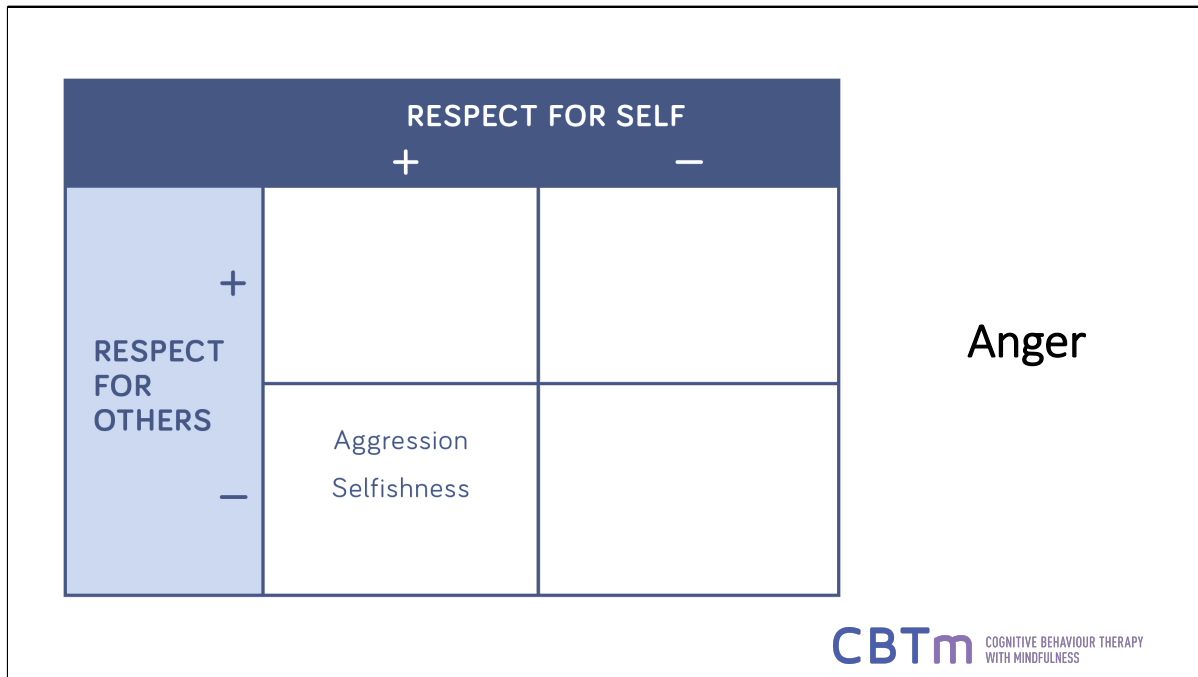 RESPECT FOR SELF
+ −
+
RESPECT
FOR
OTHERS
−
Aggression
Selfishness
Anger
CBTm COGNITIVE BEHAVIOUR THERAPY
WITH MINDFULNESS